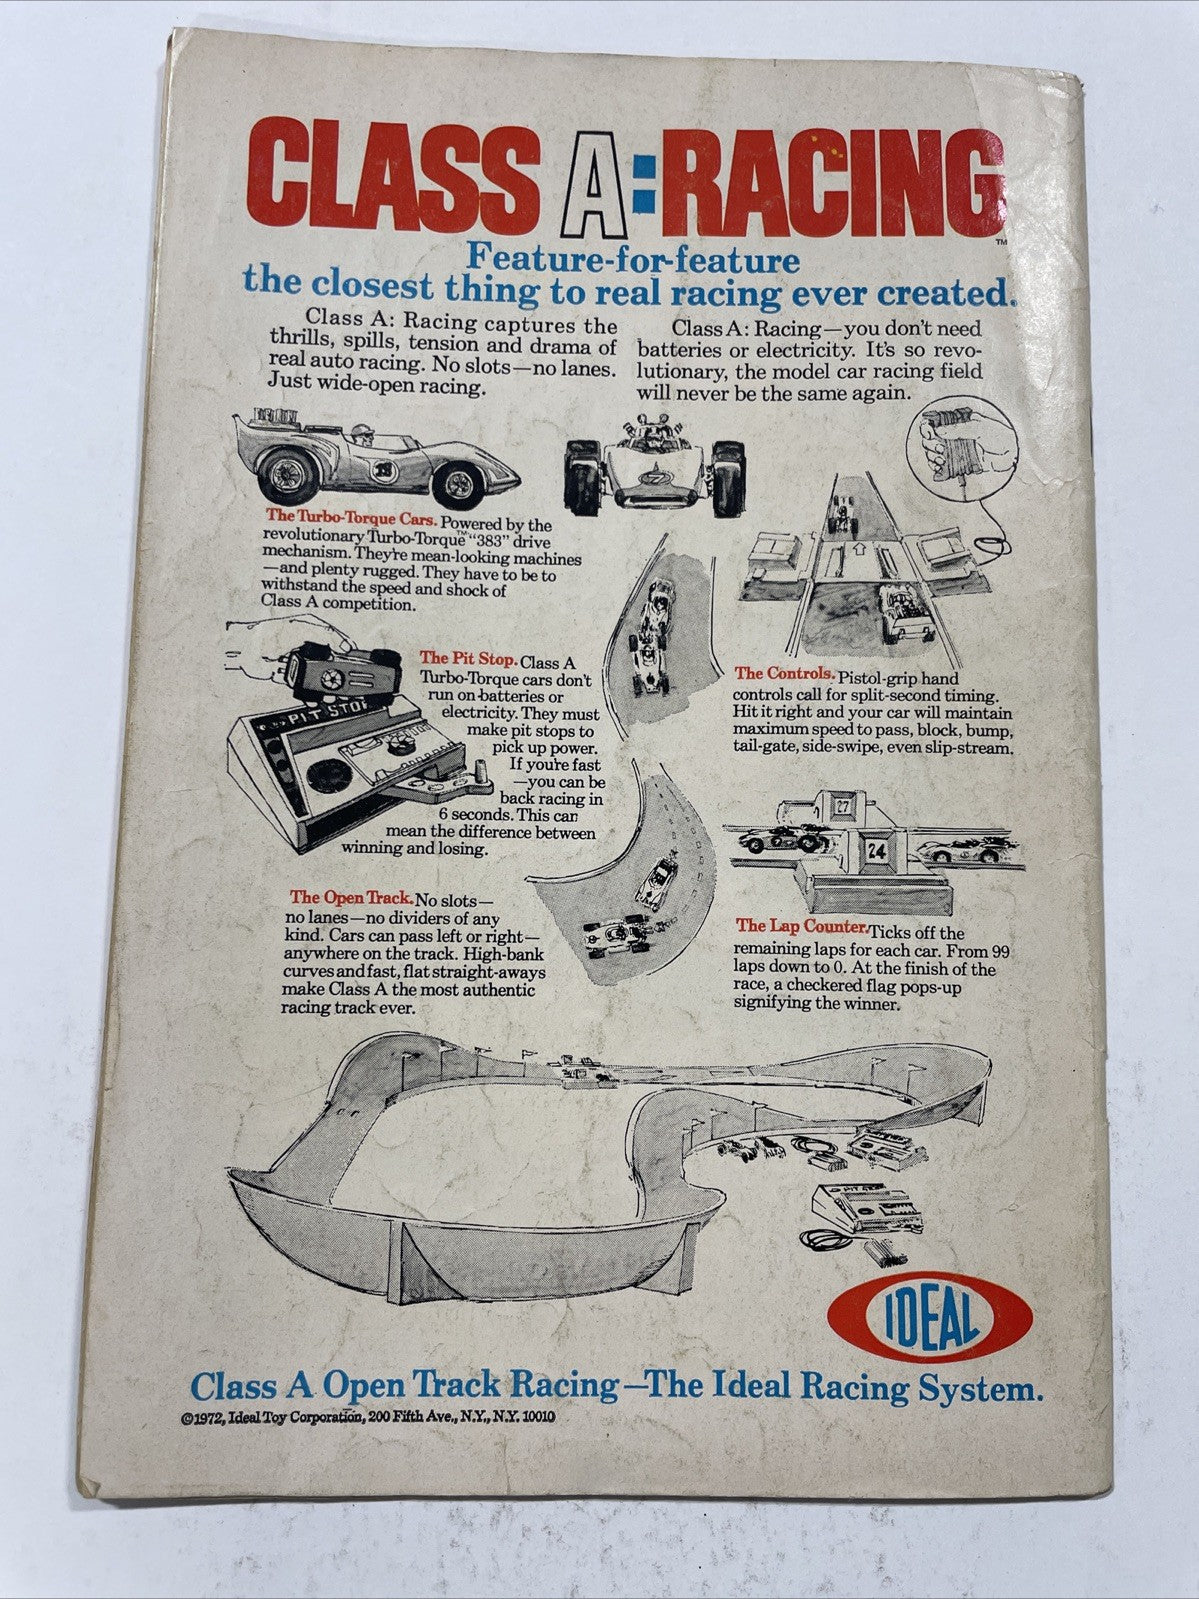 CLASS A:RACING
TM
Feature-for-feature
the closest thing to real racing ever created.
Class A: Racing captures the
thrills, spills, tension and drama of
real auto racing. No slots—no lanes.
Just wide-open racing.
Class A: Racing—you don't need
batteries or electricity. It's so revo-
lutionary, the model car racing field
will never be the same again.
The Turbo-Torque Cars. Powered by the
revolutionary Turbo-Torque™ "383" drive
mechanism. They're mean-looking machines
—and plenty rugged. They have to be to
withstand the speed and shock of
Class A competition.
7
PIT STOP
The Pit Stop. Class A
Turbo-Torque cars don't
run on batteries or
electricity. They must
make pit stops to
pick up power.
If you're fast
—you can be
back racing in
6 seconds. This can
mean the difference between
winning and losing.
The Controls. Pistol-grip hand
controls call for split-second timing.
Hit it right and your car will maintain
maximum speed to pass, block, bump,
tail-gate, side-swipe, even slip-stream.
27
24
The Open Track. No slots—
no lanes—no dividers of any
kind. Cars can pass left or right—
anywhere on the track. High-bank
curves and fast, flat straight-aways
make Class A the most authentic
racing track ever.
The Lap Counter. Ticks off the
remaining laps for each car. From 99
laps down to 0. At the finish of the
race, a checkered flag pops-up
signifying the winner.
IDEAL
Class A Open Track Racing—The Ideal Racing System.
©1972, Ideal Toy Corporation, 200 Fifth Ave., N.Y., N.Y. 10010